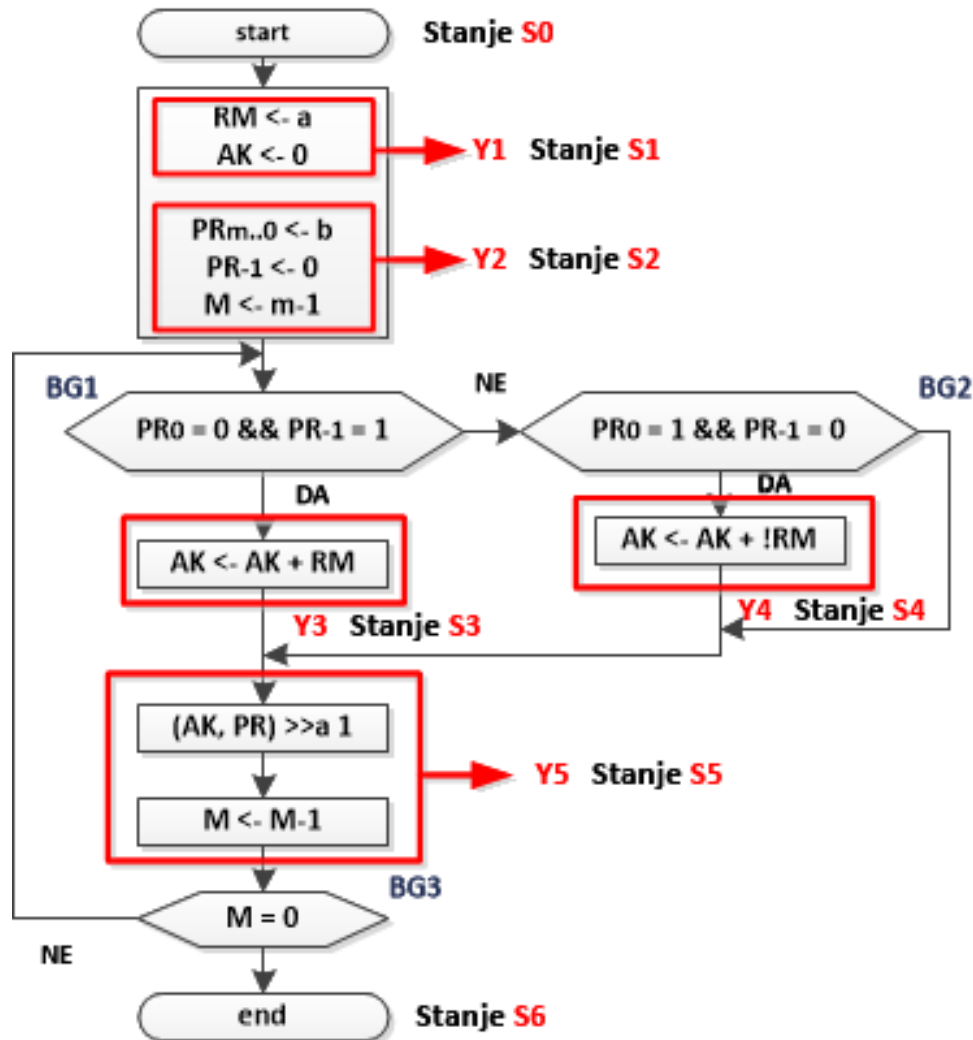 start
Stanje S0
RM <- a
AK <- 0
Y1 Stanje S1
PRm..0 <- b
PR-1 <- 0
M <- m-1
Y2 Stanje S2
BG1
PR0 = 0 && PR-1 = 1
NE
BG2
PR0 = 1 && PR-1 = 0
DA
AK <- AK + RM
Y3 Stanje S3
DA
AK <- AK + !RM
Y4 Stanje S4
(AK, PR) >>a 1
M <- M-1
Y5 Stanje S5
BG3
M = 0
NE
end
Stanje S6